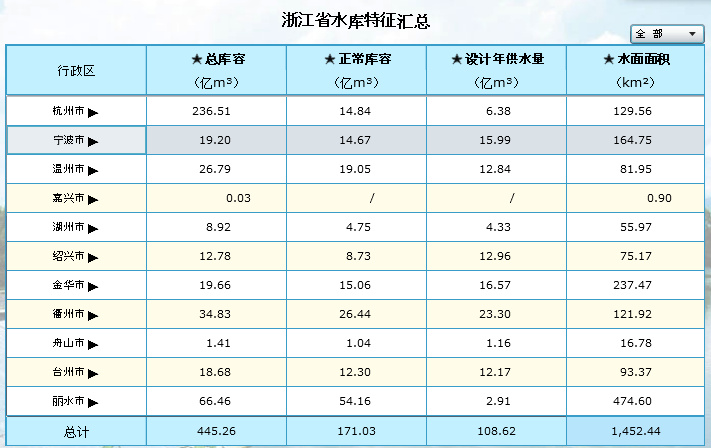 浙江省水库特征汇总
全 部
行政区 ★总库容（亿m³） ★正常库容（亿m³） ★设计年供水量（亿m³） ★水面面积（km²）
杭州市▶ 236.51 14.84 6.38 129.56
宁波市▶ 19.20 14.67 15.99 164.75
温州市▶ 26.79 19.05 12.84 81.95
嘉兴市▶ 0.03 / / 0.90
湖州市▶ 8.92 4.75 4.33 55.97
绍兴市▶ 12.78 8.73 12.96 75.17
金华市▶ 19.66 15.06 16.57 237.47
衢州市▶ 34.83 26.44 23.30 121.92
舟山市▶ 1.41 1.04 1.16 16.78
台州市▶ 18.68 12.30 12.17 93.37
丽水市▶ 66.46 54.16 2.91 474.60
总计 445.26 171.03 108.62 1,452.44